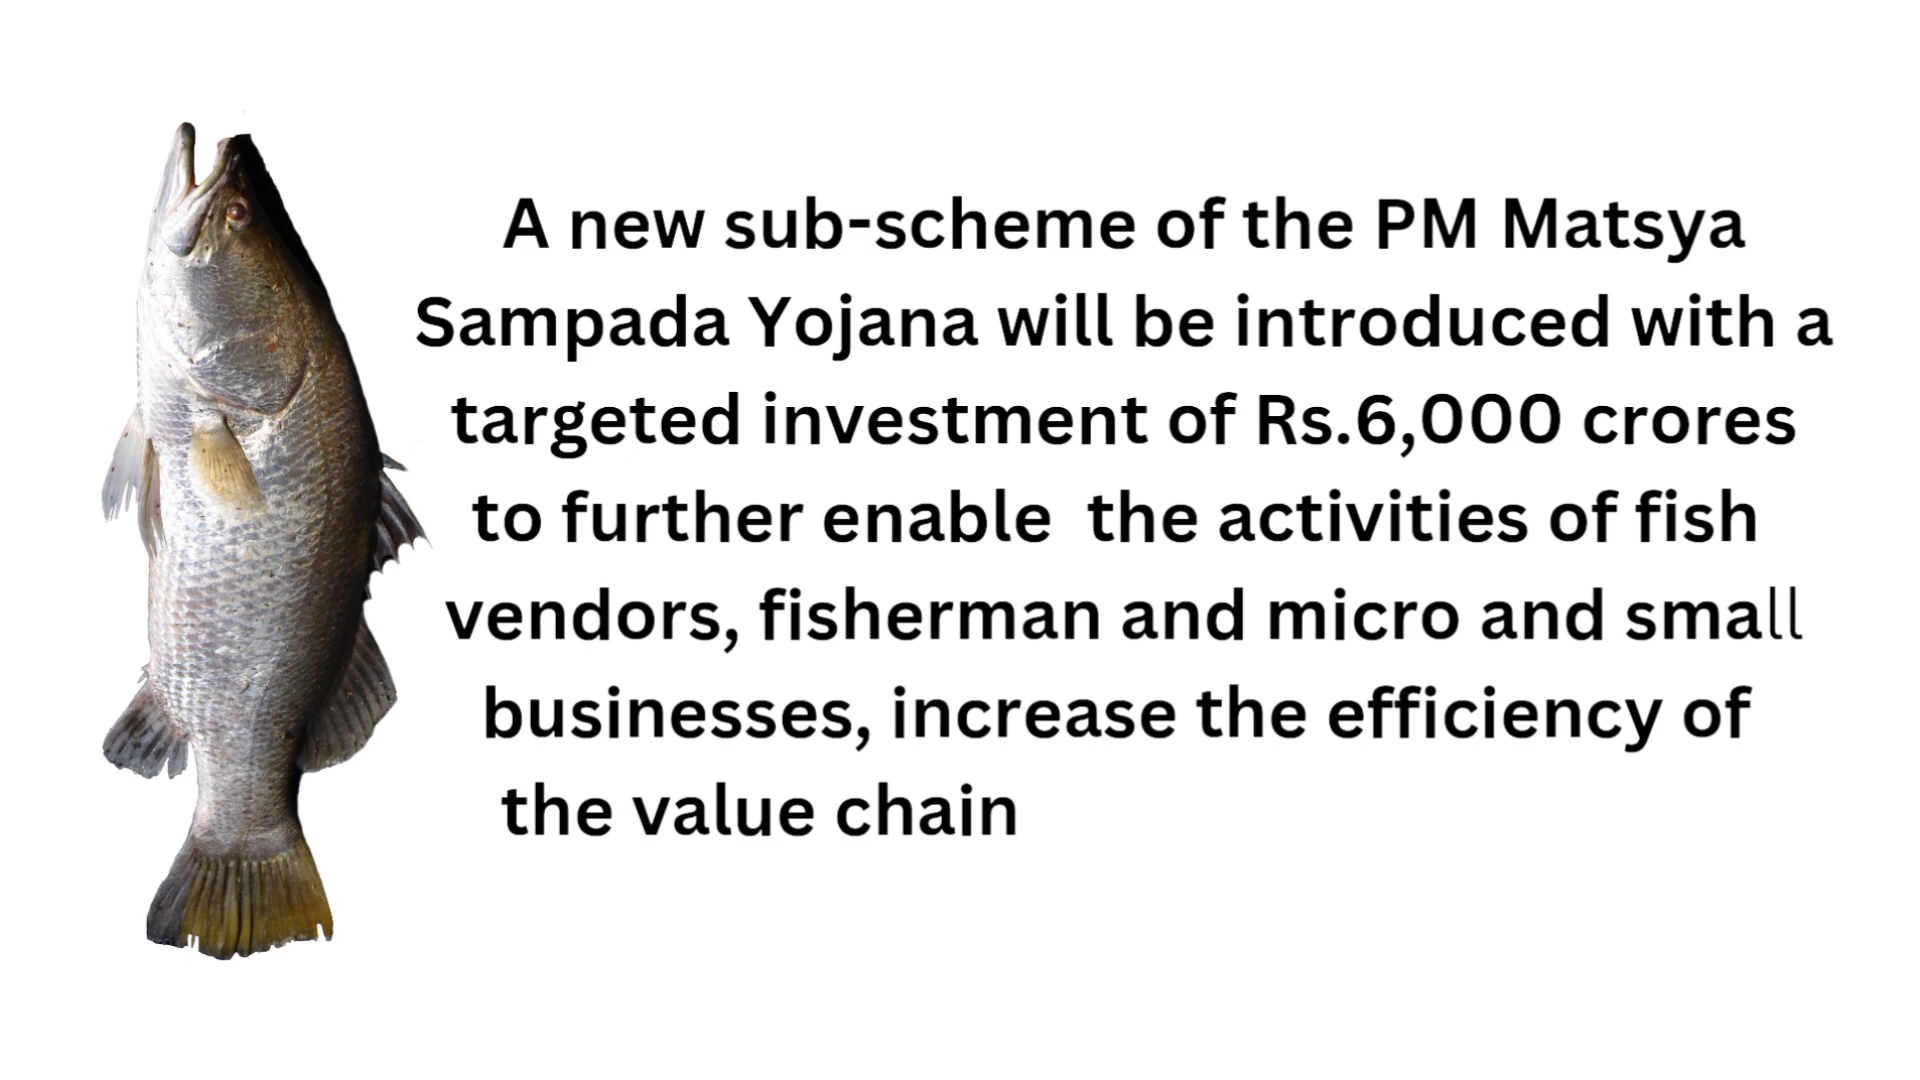 A new sub-scheme of the PM Matsya
Sampada Yojana will be introduced with a
targeted investment of Rs.6,000 crores
to further enable  the activities of fish
vendors, fisherman and micro and small
businesses, increase the efficiency of
the value chain